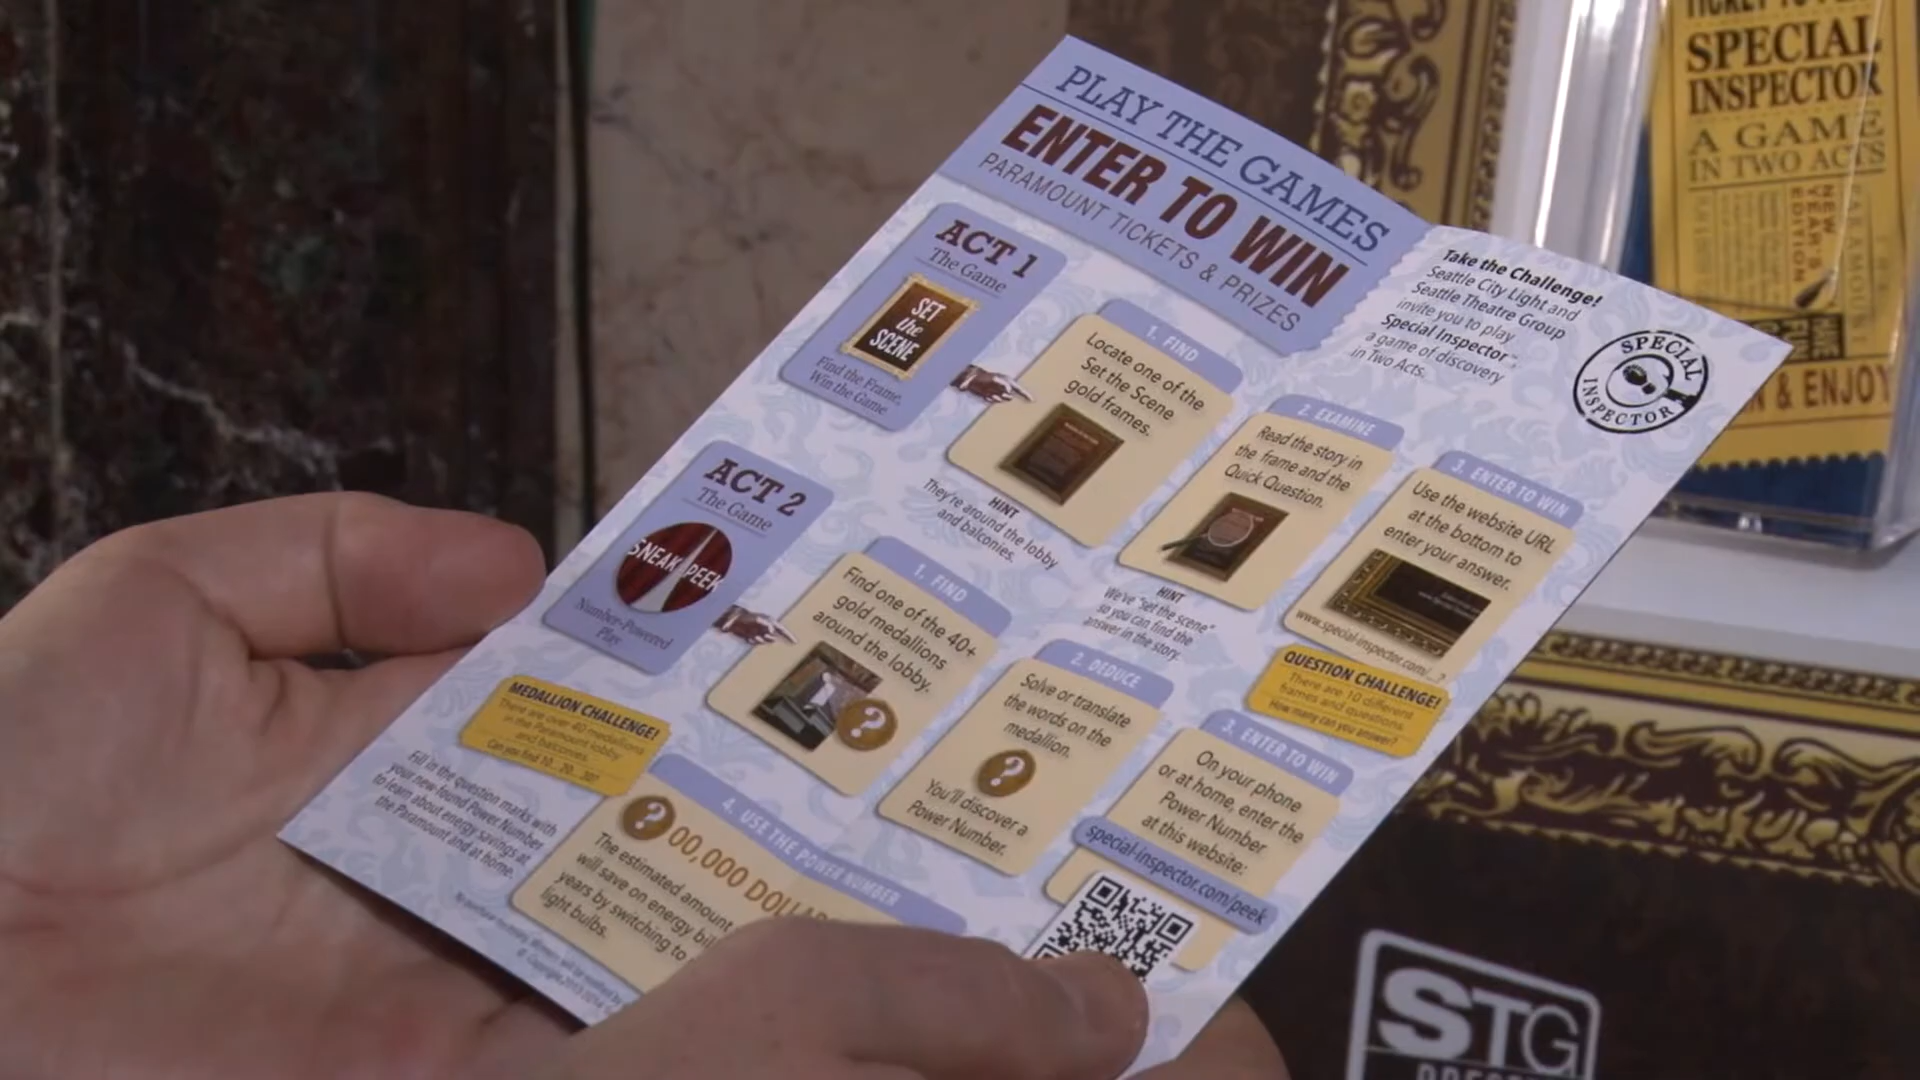 PLAY THE GAMES
ENTER TO WIN
PARAMOUNT TICKETS & PRIZES
Take the Challenge!
Seattle City Light and
Seattle Theatre Group
invite you to play
Special Inspector™
a game of discovery
in Two Acts.
SPECIAL
INSPECTOR
ACT 1
The Game
SET
the
SCENE
Find the Frame,
Win the Game
1. FIND
Locate one of the
Set the Scene
gold frames.
HINT
They're around the lobby
and balconies.
2. EXAMINE
Read the story in
the frame and the
Quick Question.
HINT
We've "set the scene"
so you can find the
answer in the story.
3. ENTER TO WIN
Use the website URL
at the bottom to
enter your answer.
www.special-inspector.com/...?
QUESTION CHALLENGE!
There are 10 different
frames and questions.
How many can you answer?
ACT 2
The Game
SNEAK PEEK
Number-Powered
Play
1. FIND
Find one of the 40+
gold medallions
around the lobby.
?
MEDALLION CHALLENGE!
There are over 40 medallions
in the Paramount lobby
and balconies.
Can you find 10...20...30?
2. DEDUCE
Solve or translate
the words on the
medallion.
?
You'll discover a
Power Number.
3. ENTER TO WIN
On your phone
or at home, enter the
Power Number
at this website:
special-inspector.com/peek
Fill in the question marks with
your new-found Power Number
to learn about energy savings at
the Paramount and at home.
4. USE THE POWER NUMBER
? 00,000 DOLLARS
The estimated amount
will save on energy bil
years by switching to
light bulbs.
SPECIAL
INSPECTOR
A GAME
IN TWO ACTS
NEW
YEAR'S
EDITION
& ENJOY
STG